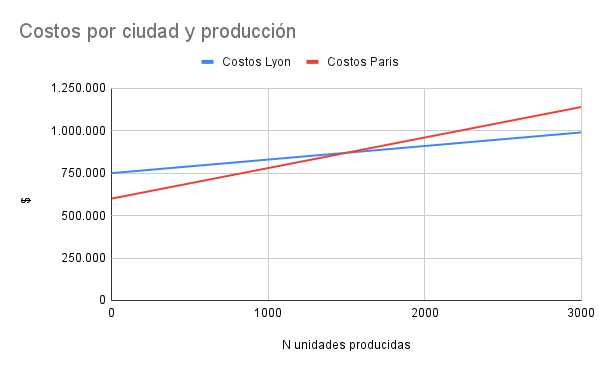 Costos por ciudad y producción
Costos Lyon Costos Paris
1.250.000
1.000.000
750.000
500.000
250.000
0
$
0 1000 2000 3000
N unidades producidas